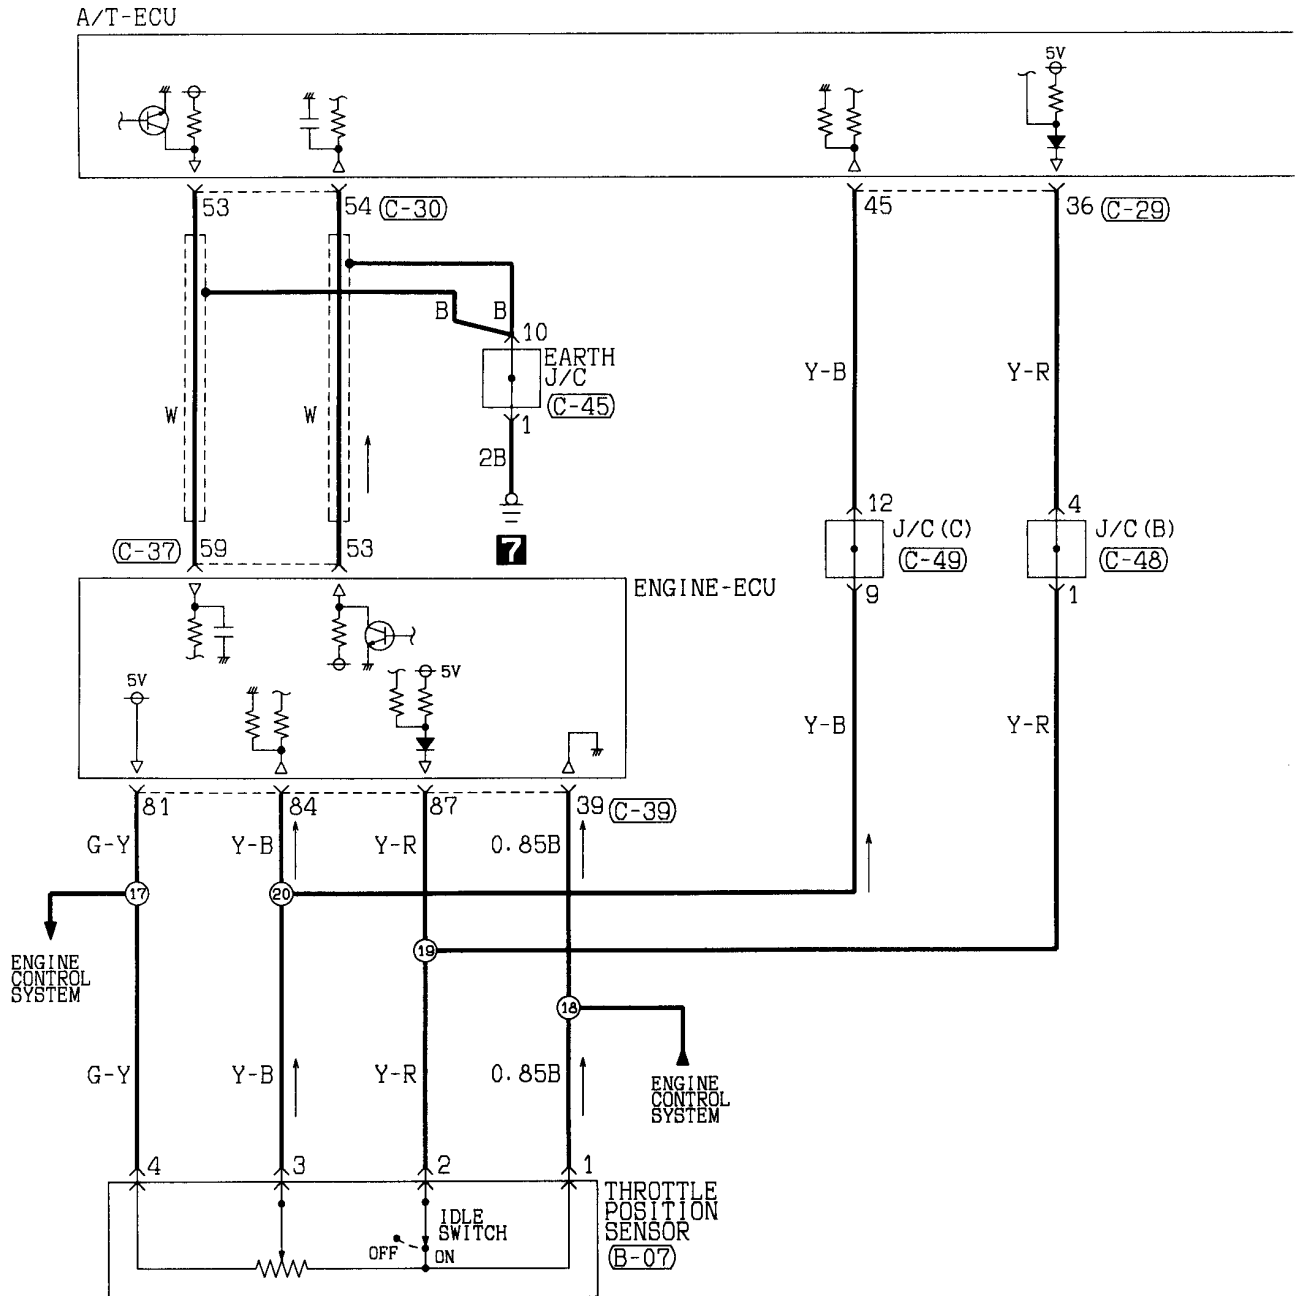 A/T-ECU
5V
53
54
C-30
45
36
C-29
B
B
10
EARTH
J/C
C-45
1
2B
7
W
W
Y-B
Y-R
12
J/C(C)
C-49
9
4
J/C(B)
C-48
1
C-37
59
53
ENGINE-ECU
5V
5V
Y-B
Y-R
81
84
87
39
C-39
G-Y
Y-B
Y-R
0.85B
17
20
19
18
ENGINE
CONTROL
SYSTEM
G-Y
Y-B
Y-R
0.85B
ENGINE
CONTROL
SYSTEM
4
3
2
1
THROTTLE
POSITION
SENSOR
B-07
IDLE
SWITCH
OFF
ON